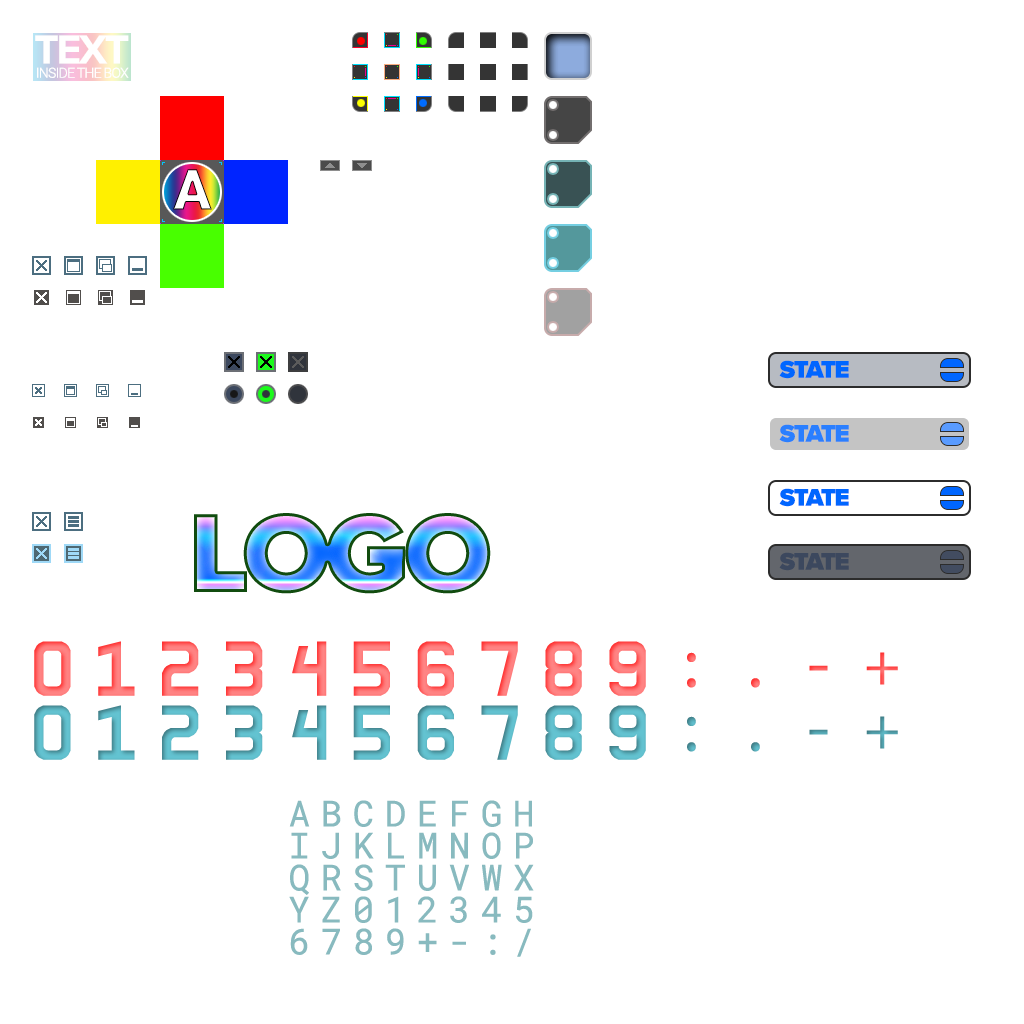 TEXT
INSIDE THE BOX
A
STATE
STATE
STATE
STATE
LOGO
0 1 2 3 4 5 6 7 8 9 : . - +
0 1 2 3 4 5 6 7 8 9 : . - +
A B C D E F G H
I J K L M N O P
Q R S T U V W X
Y Z 0 1 2 3 4 5
6 7 8 9 + - : /